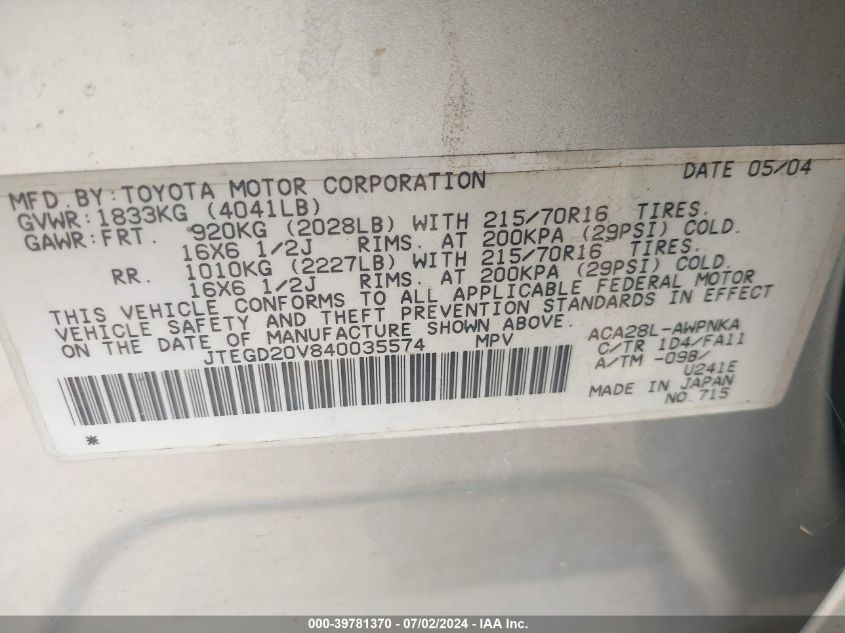 MFD. BY: TOYOTA MOTOR CORPORATION DATE 05/04
GVWR: 1833KG (4041LB)
GAWR: FRT. 920KG (2028LB) WITH 215/70R16 TIRES.
16X6 1/2J RIMS. AT 200KPA (29PSI) COLD.
RR. 1010KG (2227LB) WITH 215/70R16 TIRES.
16X6 1/2J RIMS. AT 200KPA (29PSI) COLD.
THIS VEHICLE CONFORMS TO ALL APPLICABLE FEDERAL MOTOR
VEHICLE SAFETY AND THEFT PREVENTION STANDARDS IN EFFECT
ON THE DATE OF MANUFACTURE SHOWN ABOVE.
JTEGD20V840035574 MPV
ACA28L-AWPNKA
C/TR 1D4/FA11
A/TM -09B/
U241E
MADE IN JAPAN
NO. 715
*
000-39781370 - 07/02/2024 - IAA Inc.